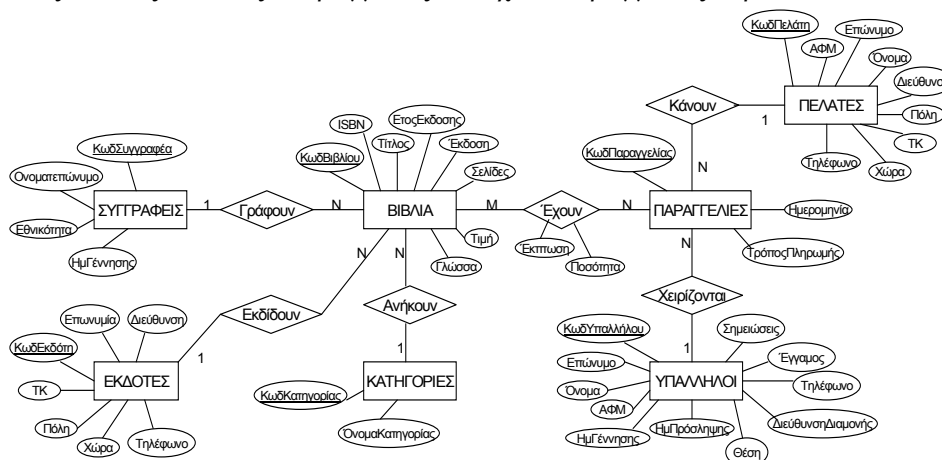 ΚωδΠελάτη
Επώνυμο
ΑΦΜ
Όνομα
Διεύθυνσ
Κάνουν
1
ΠΕΛΑΤΕΣ
Πόλη
ΤΚ
Τηλέφωνο
Χώρα
N
ISBN
ΕτοςΕκδοσης
Τίτλος
Έκδοση
ΚωδΒιβλίου
Σελίδες
ΚωδΣυγγραφέα
Ονοματεπώνυμο
ΣΥΓΓΡΑΦΕΙΣ
Εθνικότητα
ΗμΓέννησης
1
Γράφουν
N
ΒΙΒΛΙΑ
M
Έχουν
N
Τιμή
Γλώσσα
Έκπτωση
Ποσότητα
ΚωδΠαραγγελίας
ΠΑΡΑΓΓΕΛΙΕΣ
Ημερομηνία
ΤρόποςΠληρωμής
N
N
N
Εκδίδουν
1
Ανήκουν
1
Χειρίζονται
1
Επωνυμία
Διεύθυνση
ΚωδΕκδότη
ΕΚΔΟΤΕΣ
ΤΚ
Πόλη
Χώρα
Τηλέφωνο
ΚΑΤΗΓΟΡΙΕΣ
ΚωδΚατηγορίας
ΌνομαΚατηγορίας
ΚωδΥπαλλήλου
Σημειώσεις
Επώνυμο
ΥΠΑΛΛΗΛΟΙ
Έγγαμος
Όνομα
Τηλέφωνο
ΑΦΜ
ΗμΓέννησης
ΗμΠρόσληψης
ΔιεύθυνσηΔιαμονής
Θέση